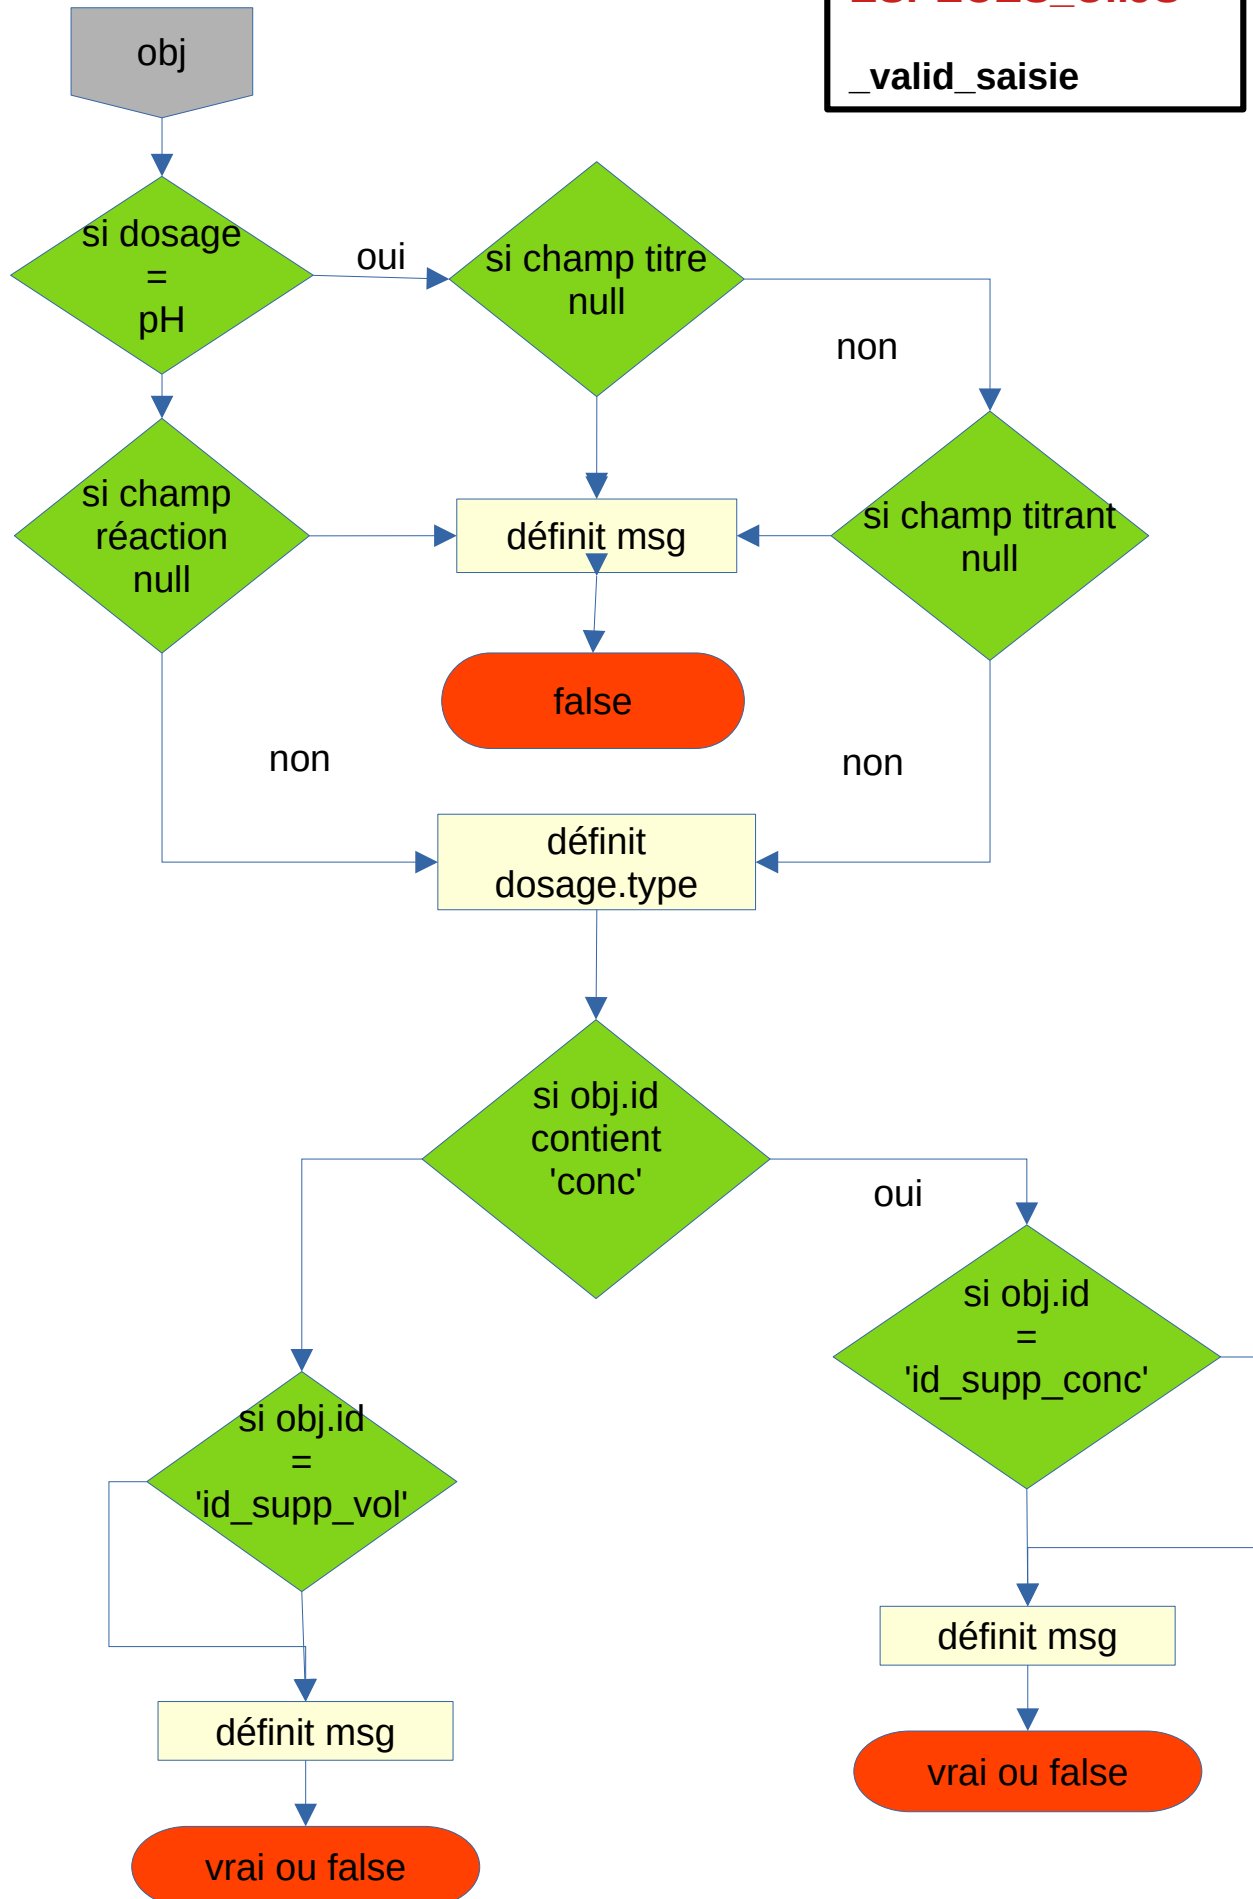 _valid_saisie
obj
si dosage
=
pH
oui
si champ titre
null
non
si champ
réaction
null
définit msg
si champ titrant
null
false
non
non
définit
dosage.type
si obj.id
contient
'conc'
oui
si obj.id
=
'id_supp_conc'
si obj.id
=
'id_supp_vol'
définit msg
vrai ou false
définit msg
vrai ou false